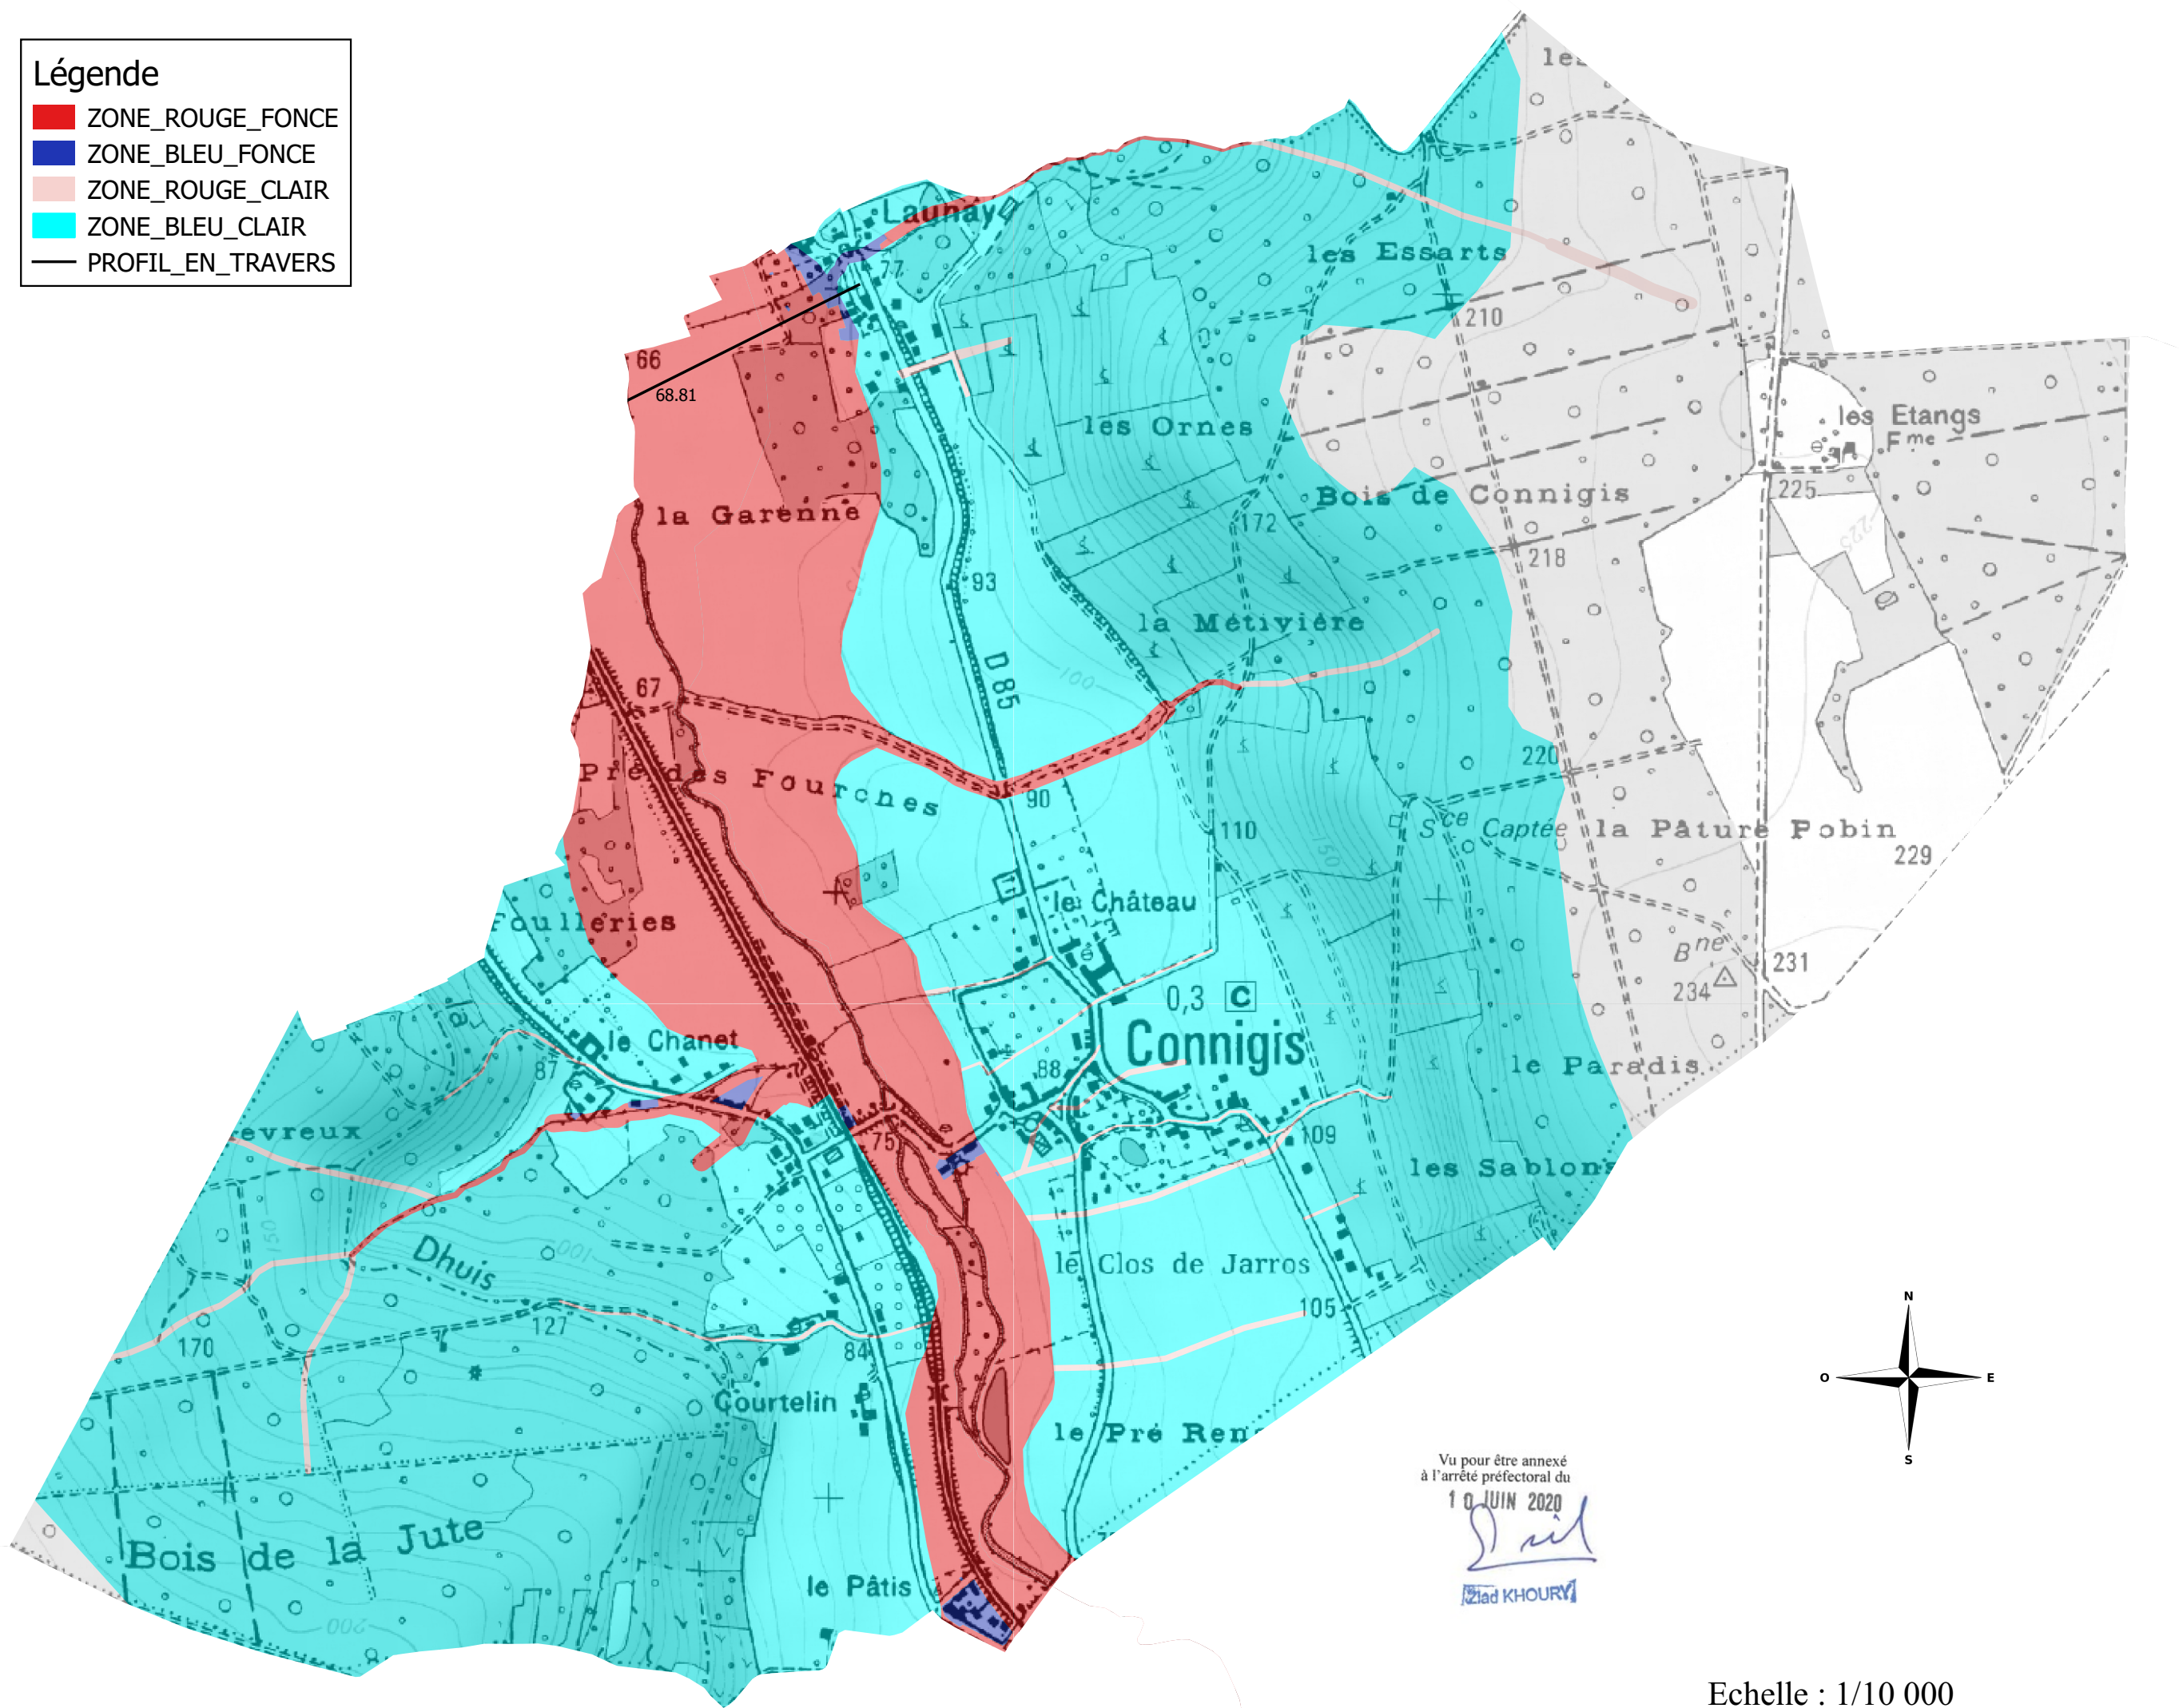 Légende
ZONE_ROUGE_FONCE
ZONE_BLEU_FONCE
ZONE_ROUGE_CLAIR
ZONE_BLEU_CLAIR
PROFIL_EN_TRAVERS
Launay
77
les Essarts
210
66
68.81
les Ornes
les Etangs
Fme
225
225
la Garenne
Bois de Connigis
172
218
93
la Métivière
D 85
100
67
220
Pré des Fourches
90
110
150
Sce Captée
la Pâture Pobin
229
le Château
Foulleries
Bne
231
234
0,3 C
Connigis
le Chanet
87
88
le Paradis
evreux
75
109
les Sablons
150
Dhuis
100
le Clos de Jarros
105
127
170
84
Courtelin
le Pré Ren
Bois de la Jute
le Pâtis
200
N
O
E
S
Vu pour être annexé
à l'arrêté préfectoral du
10 JUIN 2020
Ziad KHOURY
Echelle : 1/10 000